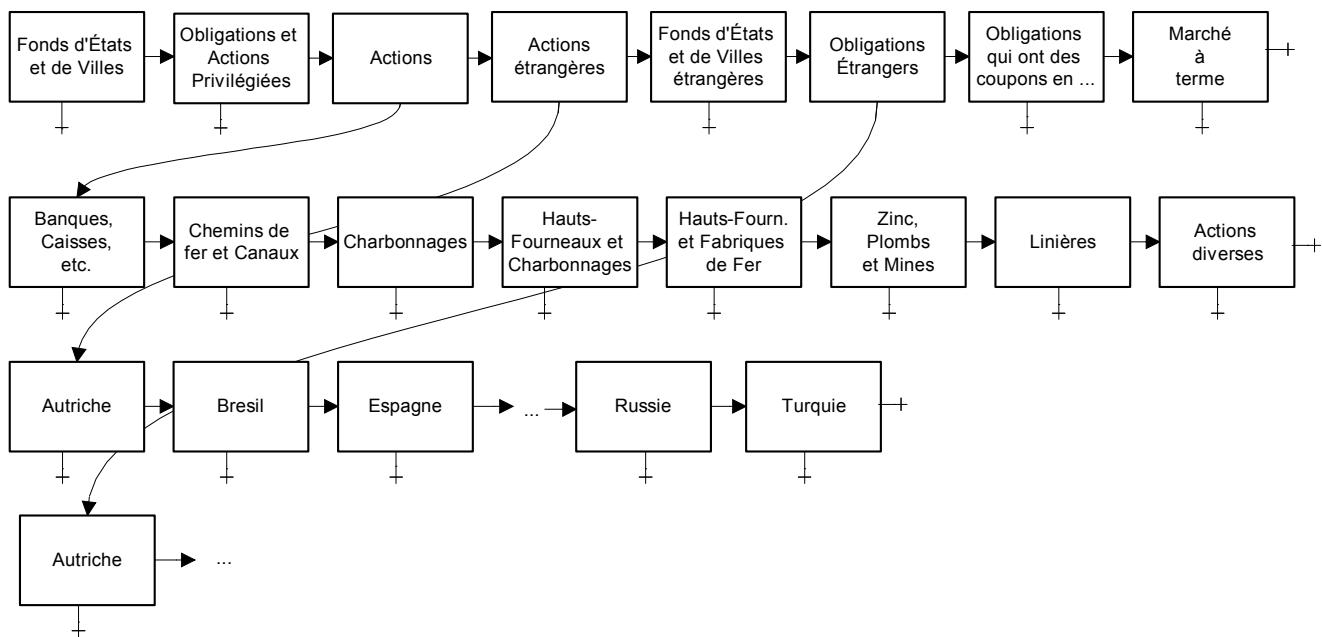 Fonds d'États
et de Villes
Obligations et
Actions
Privilégiées
Actions
Actions
étrangères
Fonds d'États
et de Villes
étrangères
Obligations
Étrangers
Obligations
qui ont des
coupons en ...
Marché
à
terme
Banques,
Caisses,
etc.
Chemins de
fer et Canaux
Charbonnages
Hauts-
Fourneaux et
Charbonnages
Hauts-Fourn.
et Fabriques
de Fer
Zinc,
Plombs
et Mines
Linières
Actions
diverses
Autriche
Bresil
Espagne
...
Russie
Turquie
Autriche
...